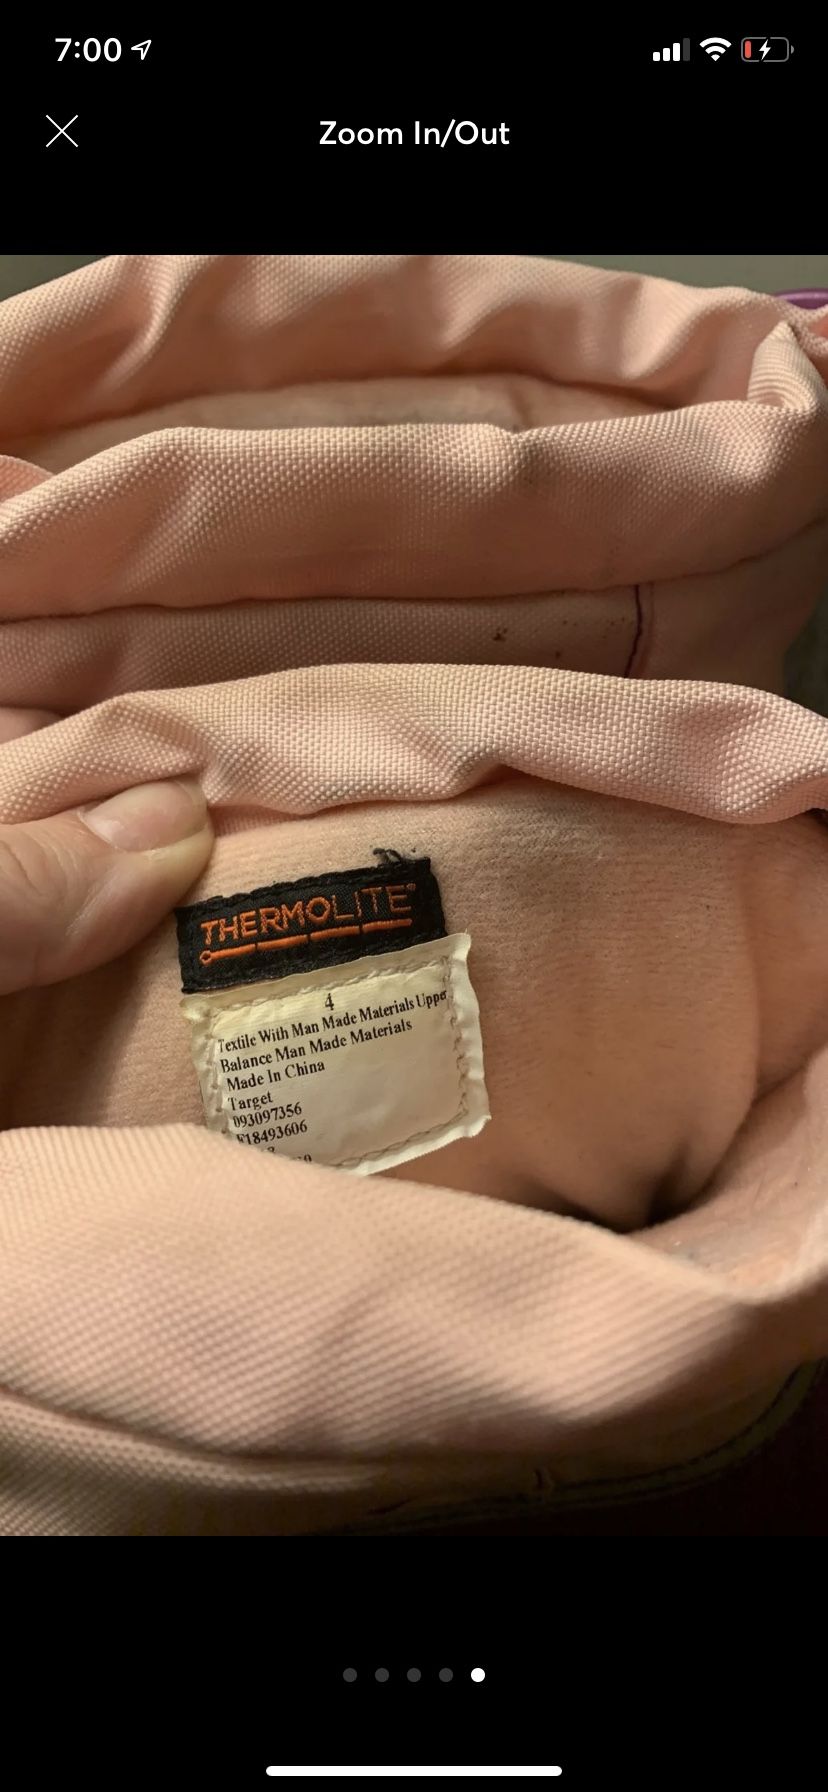 7:00
Zoom In/Out
THERMOLITE®
4
Textile With Man Made Materials Upper
Balance Man Made Materials
Made In China
Target
093097356
F18493606